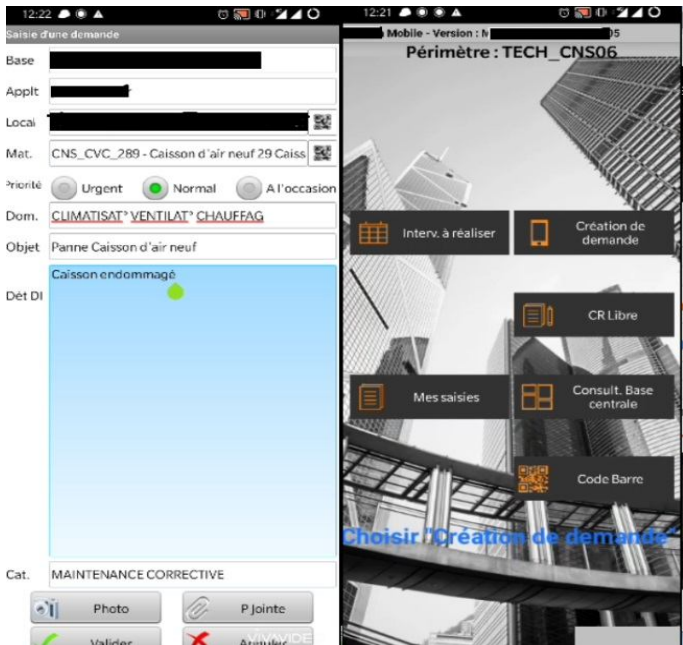 12:22
Saisie d'une demande
Base
Applt
Local
Mat. CNS_CVC_289 - Caisson d'air neuf 29 Caiss
Priorité Urgent Normal A l'occasion
Dom. CLIMATISAT° VENTILAT° CHAUFFAG
Objet Panne Caisson d'air neuf
Dét DI Caisson endommagé
Cat. MAINTENANCE CORRECTIVE
Photo P Jointe
Valider Annuler
VIVAVIDE
12:21
Mobile - Version :
Périmètre : TECH_CNS06
Interv. à réaliser
Création de
demande
CR Libre
Mes saisies
Consult. Base
centrale
Code Barre
Choisir "Création de demande"